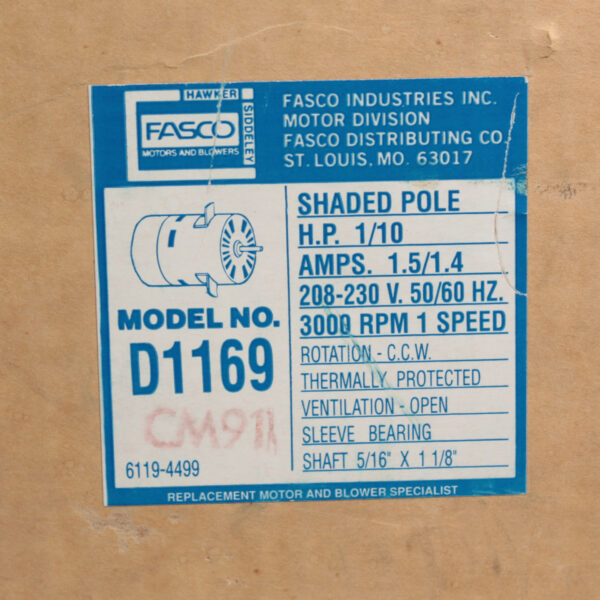 HAWKER
SIDDELEY
FASCO
MOTORS AND BLOWERS
FASCO INDUSTRIES INC.
MOTOR DIVISION
FASCO DISTRIBUTING CO.
ST. LOUIS, MO. 63017
SHADED POLE
H.P. 1/10
AMPS. 1.5/1.4
208-230 V. 50/60 HZ.
3000 RPM 1 SPEED
ROTATION - C.C.W.
THERMALLY PROTECTED
VENTILATION - OPEN
SLEEVE BEARING
SHAFT 5/16" X 1 1/8"
MODEL NO.
D1169
6119-4499
REPLACEMENT MOTOR AND BLOWER SPECIALIST